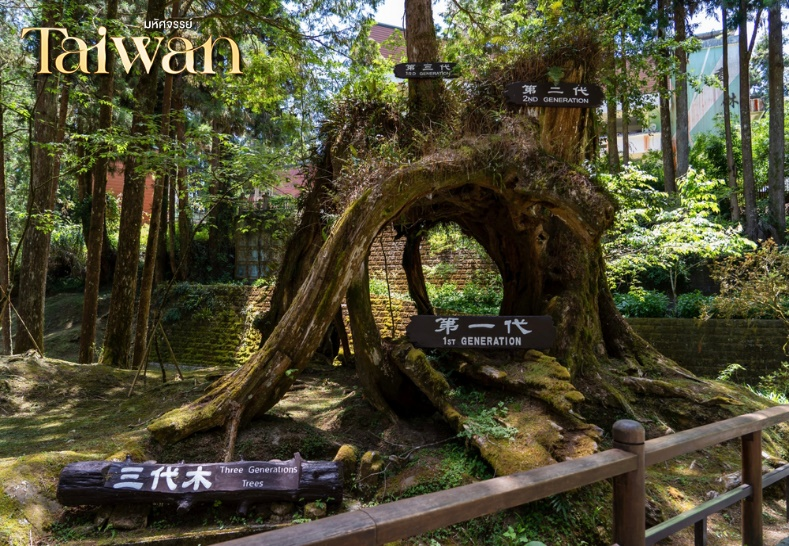 มหัศจรรย์
Taiwan
第三代
3RD GENERATION
第二代
2ND GENERATION
第一代
1ST GENERATION
三代木
Three Generations
Trees